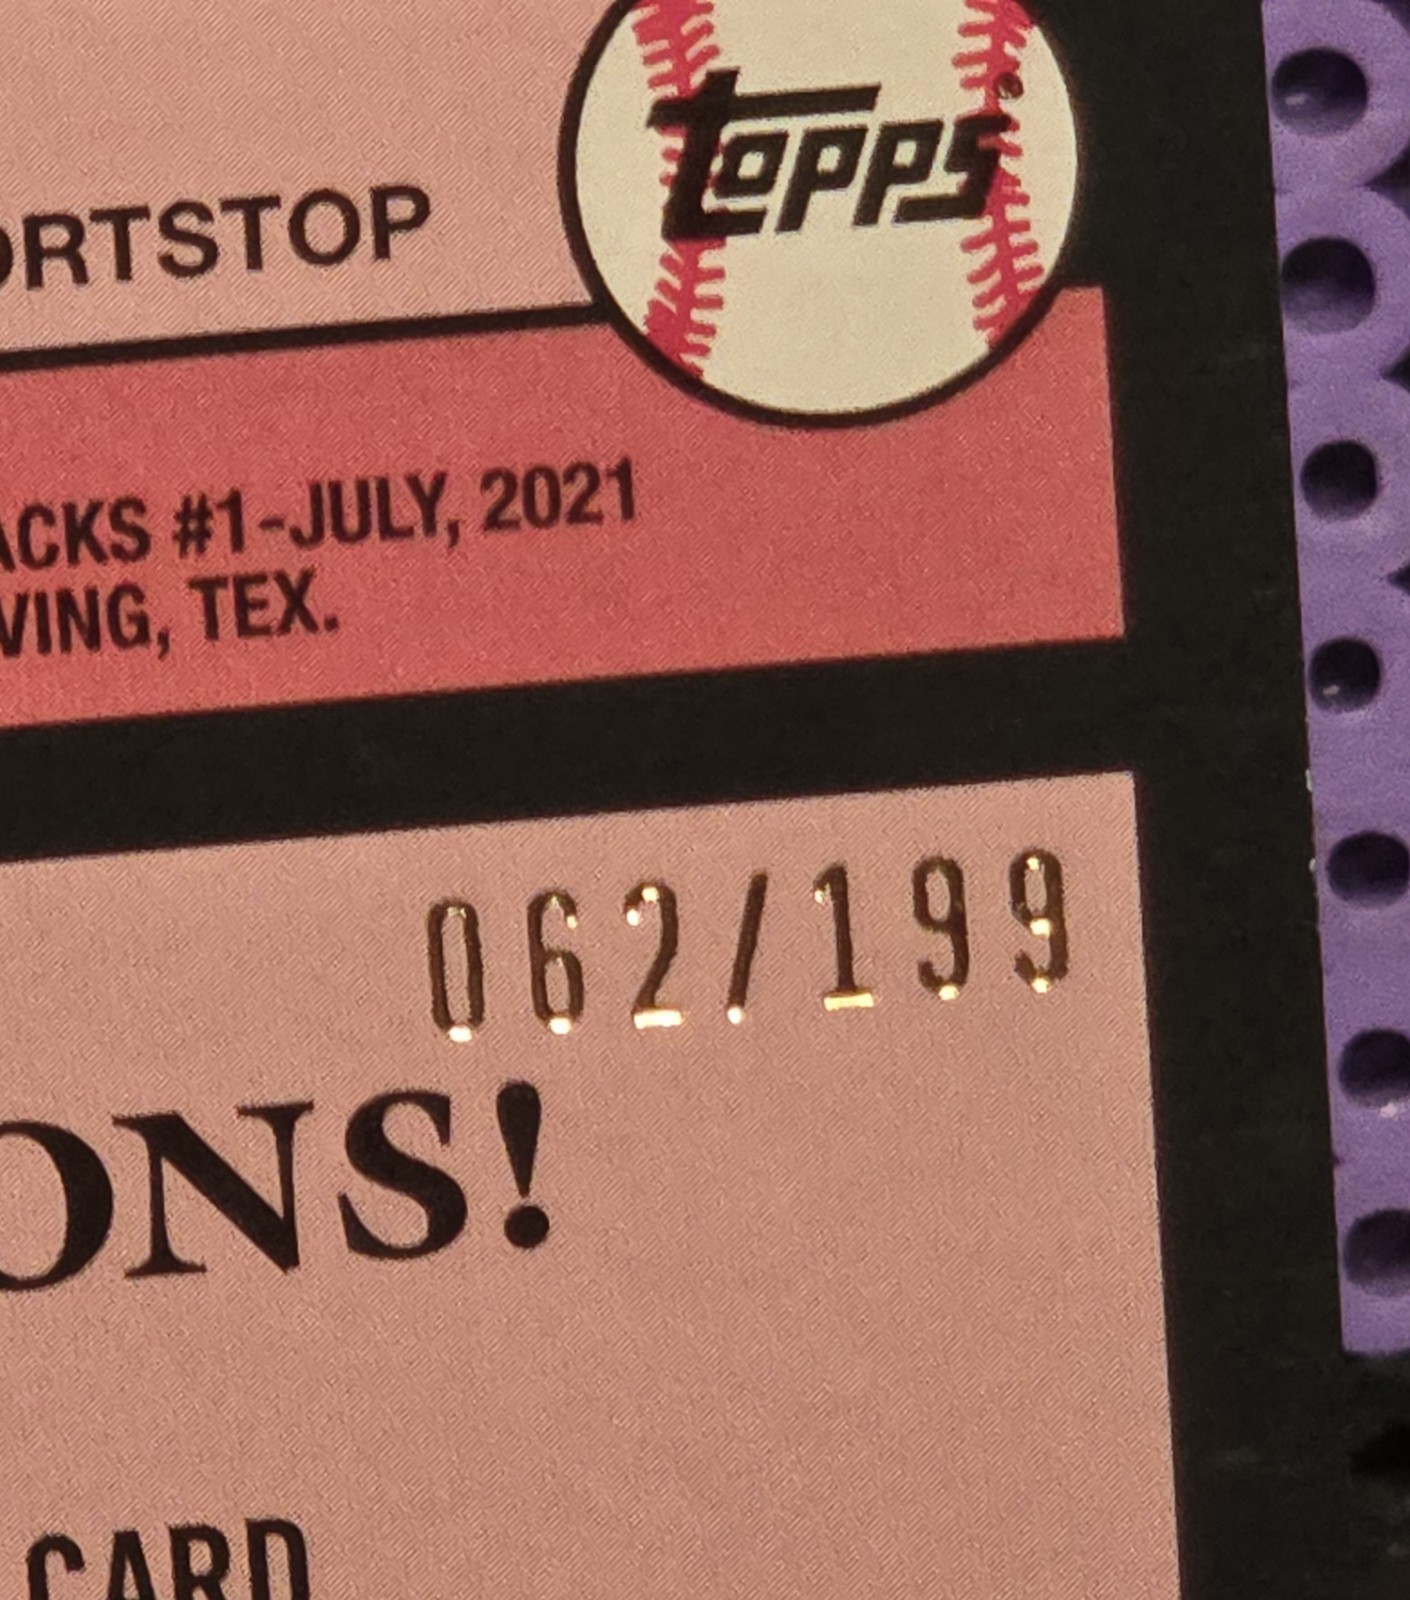 topps
ORTSTOP
ACKS #1-JULY, 2021
VING, TEX.
062/199
ONS!
CARD